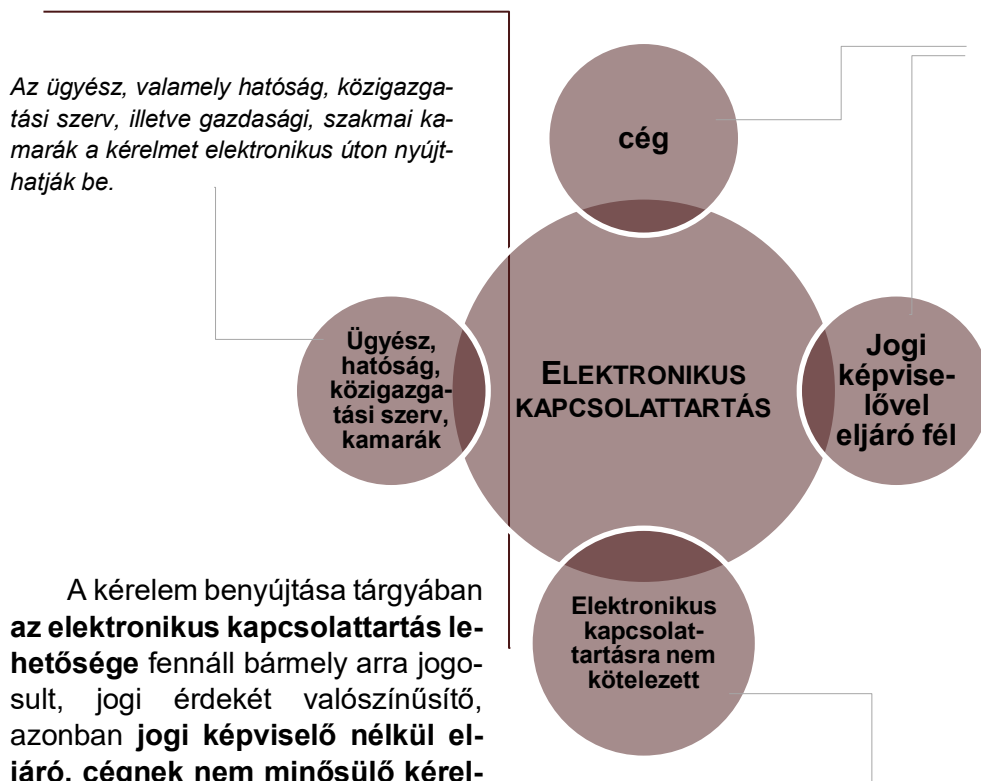 Az ügyész, valamely hatóság, közigazga-
tási szerv, illetve gazdasági, szakmai ka-
marák a kérelmet elektronikus úton nyújt-
hatják be.
cég
Ügyész,
hatóság,
közigazga-
tási szerv,
kamarák
ELEKTRONIKUS
KAPCSOLATTARTÁS
Jogi
képvise-
lővel
eljáró fél
Elektronikus
kapcsolat-
tartásra nem
kötelezett
A kérelem benyújtása tárgyában
az elektronikus kapcsolattartás le-
hetősége fennáll bármely arra jogo-
sult, jogi érdekét valószínűsítő,
azonban jogi képviselő nélkül el-
járó, cégnek nem minősülő kérel-